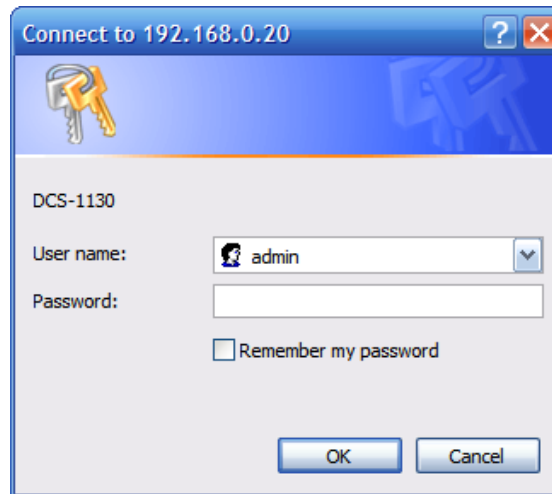 Connect to 192.168.0.20
DCS-1130
User name:
admin
Password:
Remember my password
OK
Cancel